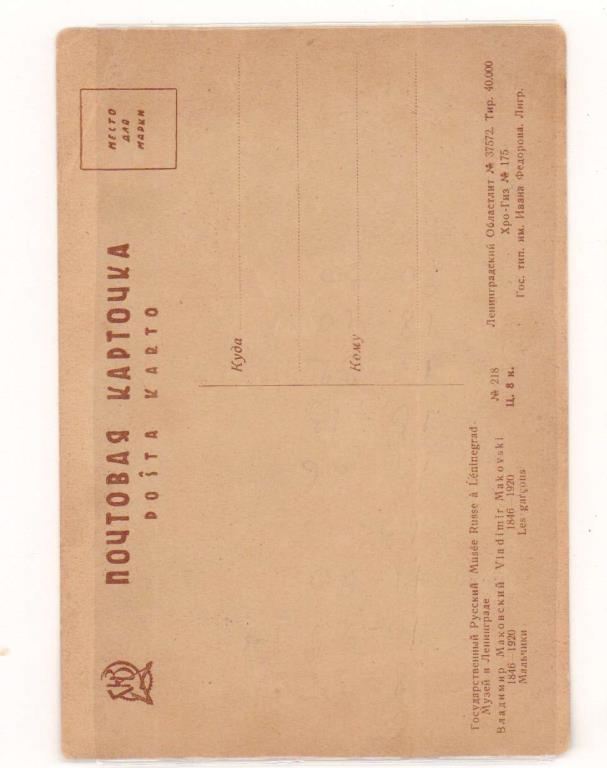 ПОЧТОВАЯ КАРТОЧКА
POŜTA KARTO
МЕСТО
ДЛЯ
МАРКИ
Куда
Кому
Государственный Русский
Музей в Ленинграде
Владимир Маковский
1846–1920
Мальчики
Musée Russe à Léninegrad
Vladimir Makovski
1846–1920
Les garçons
№ 218
Ц. 8 к.
Ленинградский Областлит № 37572. Тир. 40.000
Хро-Гиз № 175
Гос. тип. им. Ивана Федорова. Лнгр.